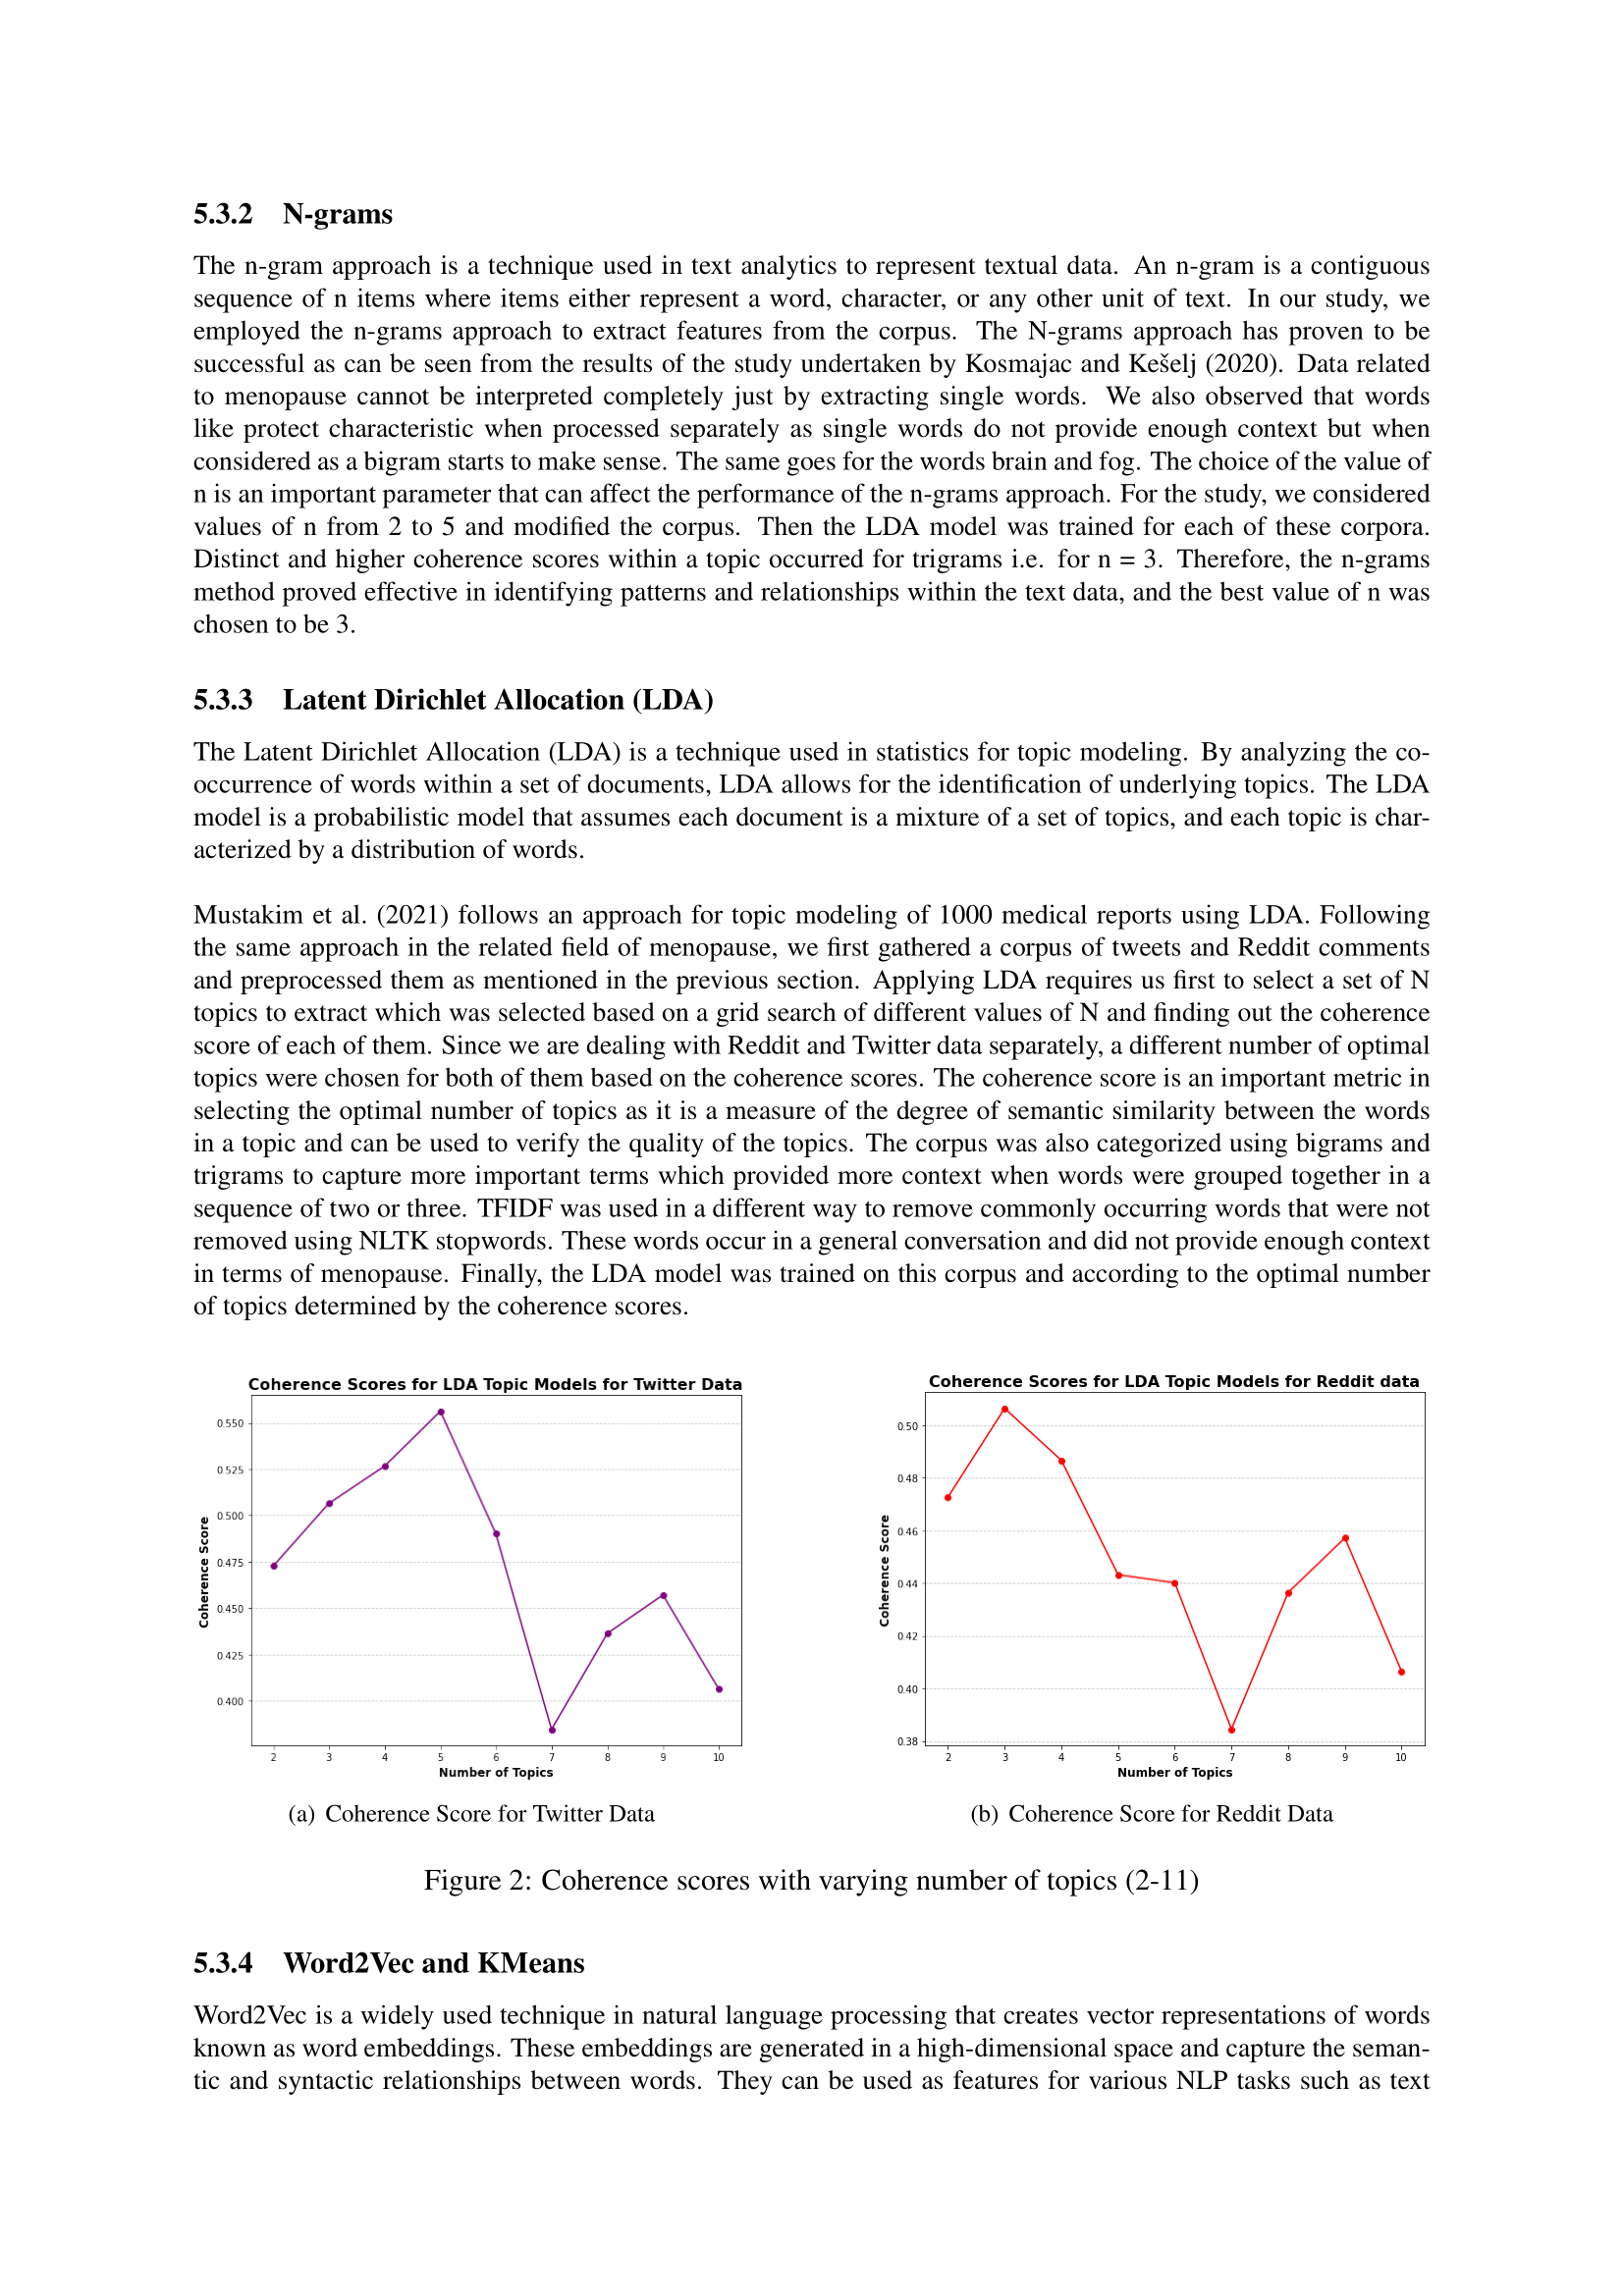 5.3.2 N-grams
The n-gram approach is a technique used in text analytics to represent textual data. An n-gram is a contiguous
sequence of n items where items either represent a word, character, or any other unit of text. In our study, we
employed the n-grams approach to extract features from the corpus. The N-grams approach has proven to be
successful as can be seen from the results of the study undertaken by Kosmajac and Kešelj (2020). Data related
to menopause cannot be interpreted completely just by extracting single words. We also observed that words
like protect characteristic when processed separately as single words do not provide enough context but when
considered as a bigram starts to make sense. The same goes for the words brain and fog. The choice of the value of
n is an important parameter that can affect the performance of the n-grams approach. For the study, we considered
values of n from 2 to 5 and modified the corpus. Then the LDA model was trained for each of these corpora.
Distinct and higher coherence scores within a topic occurred for trigrams i.e. for n = 3. Therefore, the n-grams
method proved effective in identifying patterns and relationships within the text data, and the best value of n was
chosen to be 3.
5.3.3 Latent Dirichlet Allocation (LDA)
The Latent Dirichlet Allocation (LDA) is a technique used in statistics for topic modeling. By analyzing the co-
occurrence of words within a set of documents, LDA allows for the identification of underlying topics. The LDA
model is a probabilistic model that assumes each document is a mixture of a set of topics, and each topic is char-
acterized by a distribution of words.
Mustakim et al. (2021) follows an approach for topic modeling of 1000 medical reports using LDA. Following
the same approach in the related field of menopause, we first gathered a corpus of tweets and Reddit comments
and preprocessed them as mentioned in the previous section. Applying LDA requires us first to select a set of N
topics to extract which was selected based on a grid search of different values of N and finding out the coherence
score of each of them. Since we are dealing with Reddit and Twitter data separately, a different number of optimal
topics were chosen for both of them based on the coherence scores. The coherence score is an important metric in
selecting the optimal number of topics as it is a measure of the degree of semantic similarity between the words
in a topic and can be used to verify the quality of the topics. The corpus was also categorized using bigrams and
trigrams to capture more important terms which provided more context when words were grouped together in a
sequence of two or three. TFIDF was used in a different way to remove commonly occurring words that were not
removed using NLTK stopwords. These words occur in a general conversation and did not provide enough context
in terms of menopause. Finally, the LDA model was trained on this corpus and according to the optimal number
of topics determined by the coherence scores.
Coherence Scores for LDA Topic Models for Twitter Data
0.550
0.525
0.500
0.475
0.450
0.425
0.400
Coherence Score
2 3 4 5 6 7 8 9 10
Number of Topics
(a) Coherence Score for Twitter Data
Coherence Scores for LDA Topic Models for Reddit data
0.50
0.48
0.46
0.44
0.42
0.40
0.38
Coherence Score
2 3 4 5 6 7 8 9 10
Number of Topics
(b) Coherence Score for Reddit Data
Figure 2: Coherence scores with varying number of topics (2-11)
5.3.4 Word2Vec and KMeans
Word2Vec is a widely used technique in natural language processing that creates vector representations of words
known as word embeddings. These embeddings are generated in a high-dimensional space and capture the seman-
tic and syntactic relationships between words. They can be used as features for various NLP tasks such as text